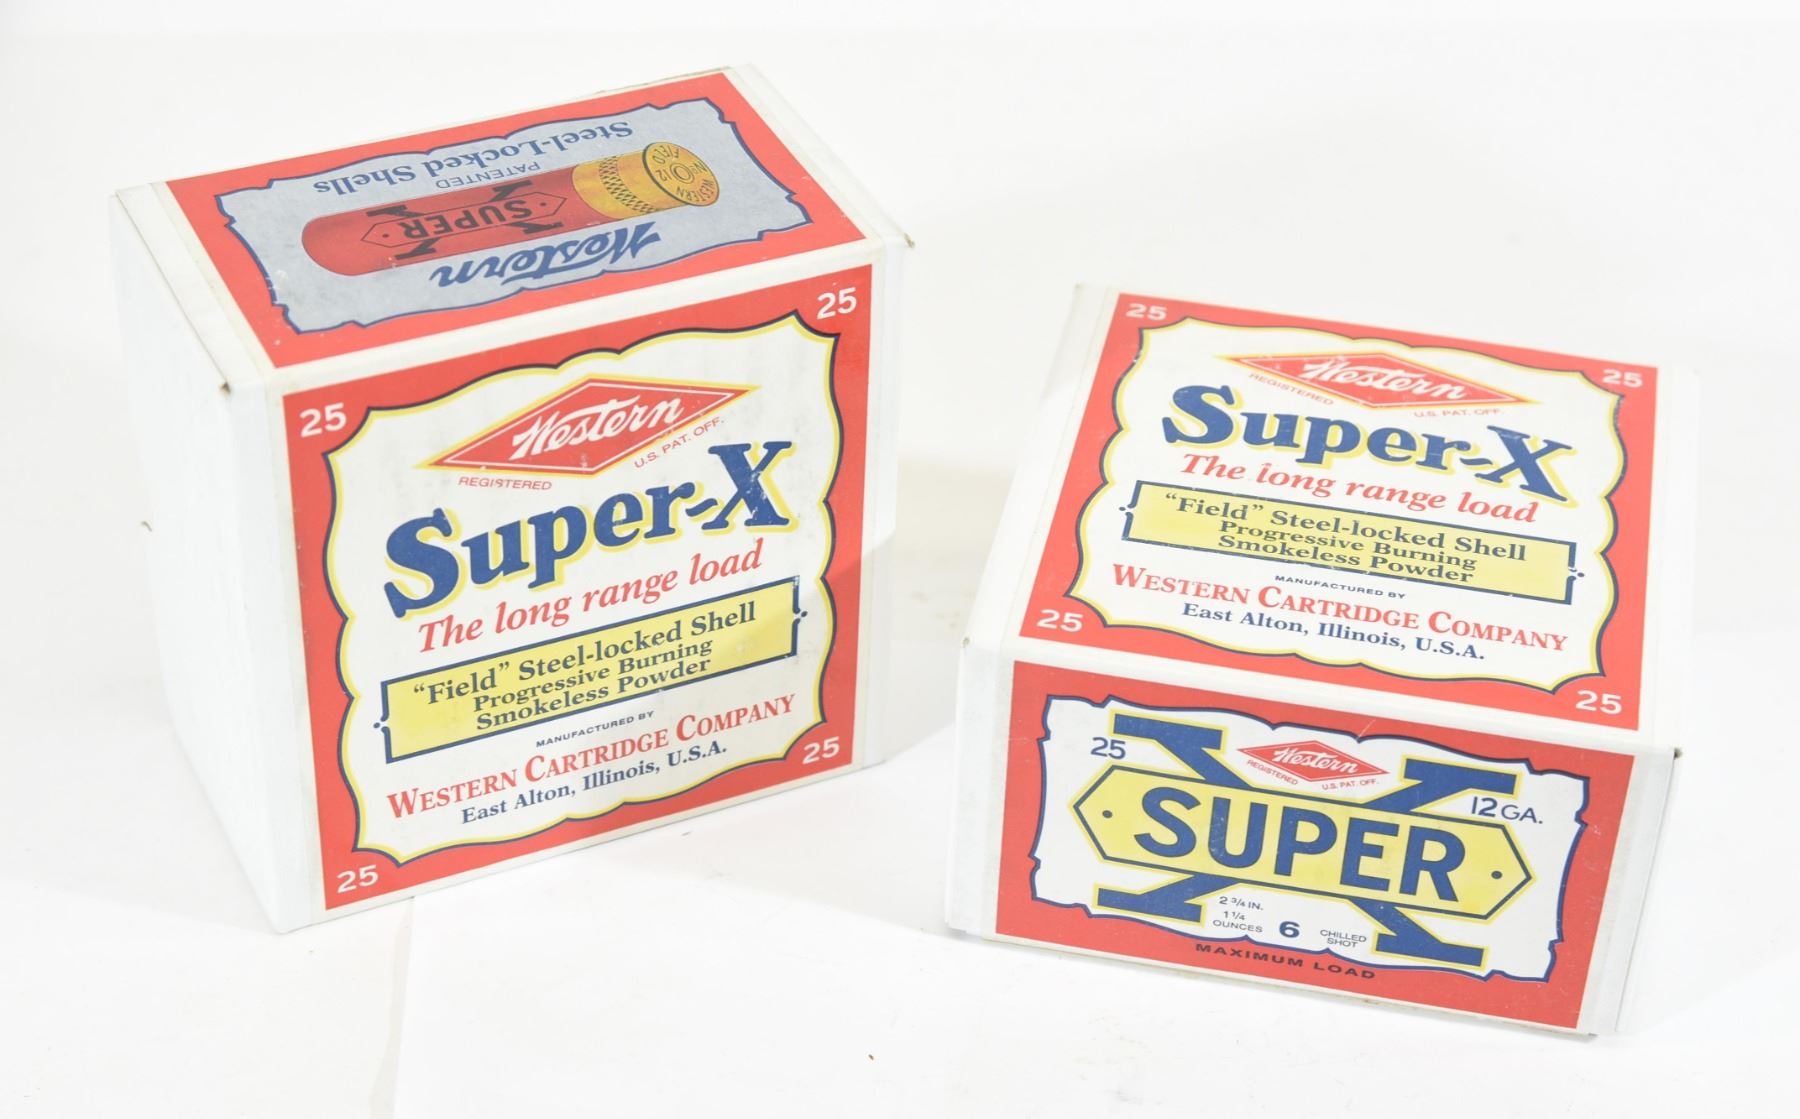 Steel-Locked Shells
PATENTED
SUPER
X
WESTERN
No 12
FIELD
Western
25 25
Western
REGISTERED U.S. PAT. OFF.
Super-X
The long range load
"Field" Steel-locked Shell
Progressive Burning
Smokeless Powder
MANUFACTURED BY
WESTERN CARTRIDGE COMPANY
East Alton, Illinois, U.S.A.
25 25
25 25
Western
REGISTERED U.S. PAT. OFF.
Super-X
The long range load
"Field" Steel-locked Shell
Progressive Burning
Smokeless Powder
MANUFACTURED BY
WESTERN CARTRIDGE COMPANY
East Alton, Illinois, U.S.A.
25 25
25 Western 12 GA.
REGISTERED U.S. PAT. OFF.
X
SUPER
2 3/4 IN.
1 1/4
OUNCES 6 CHILLED
SHOT
MAXIMUM LOAD